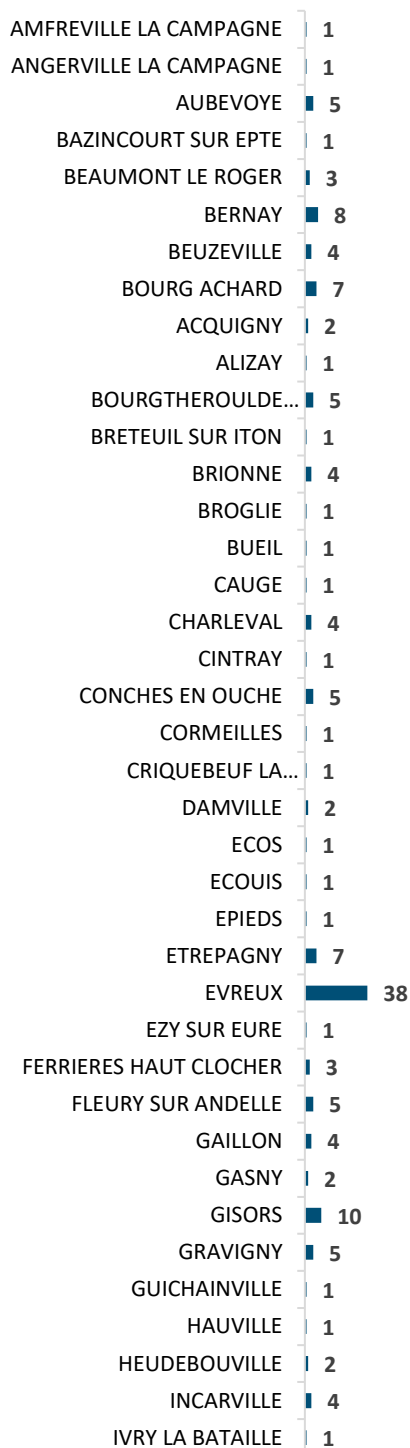 AMFREVILLE LA CAMPAGNE 1
ANGERVILLE LA CAMPAGNE 1
AUBEVOYE 5
BAZINCOURT SUR EPTE 1
BEAUMONT LE ROGER 3
BERNAY 8
BEUZEVILLE 4
BOURG ACHARD 7
ACQUIGNY 2
ALIZAY 1
BOURGTHEROULDE... 5
BRETEUIL SUR ITON 1
BRIONNE 4
BROGLIE 1
BUEIL 1
CAUGE 1
CHARLEVAL 4
CINTRAY 1
CONCHES EN OUCHE 5
CORMEILLES 1
CRIQUEBEUF LA... 1
DAMVILLE 2
ECOS 1
ECOUIS 1
EPIEDS 1
ETREPAGNY 7
EVREUX 38
EZY SUR EURE 1
FERRIERES HAUT CLOCHER 3
FLEURY SUR ANDELLE 5
GAILLON 4
GASNY 2
GISORS 10
GRAVIGNY 5
GUICHAINVILLE 1
HAUVILLE 1
HEUDEBOUVILLE 2
INCARVILLE 4
IVRY LA BATAILLE 1